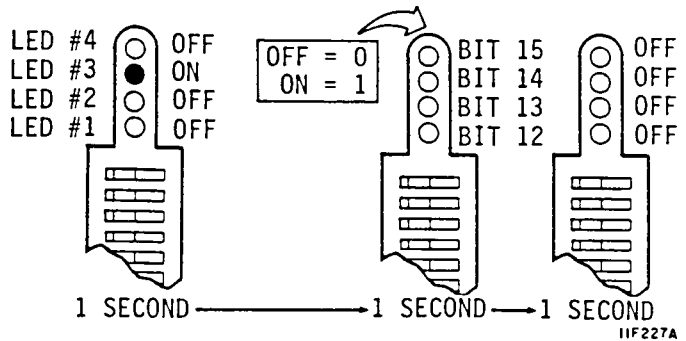 LED #4 OFF
LED #3 ON
LED #2 OFF
LED #1 OFF
OFF = 0
ON = 1
BIT 15
BIT 14
BIT 13
BIT 12
OFF
OFF
OFF
OFF
1 SECOND 1 SECOND 1 SECOND
IIF227A